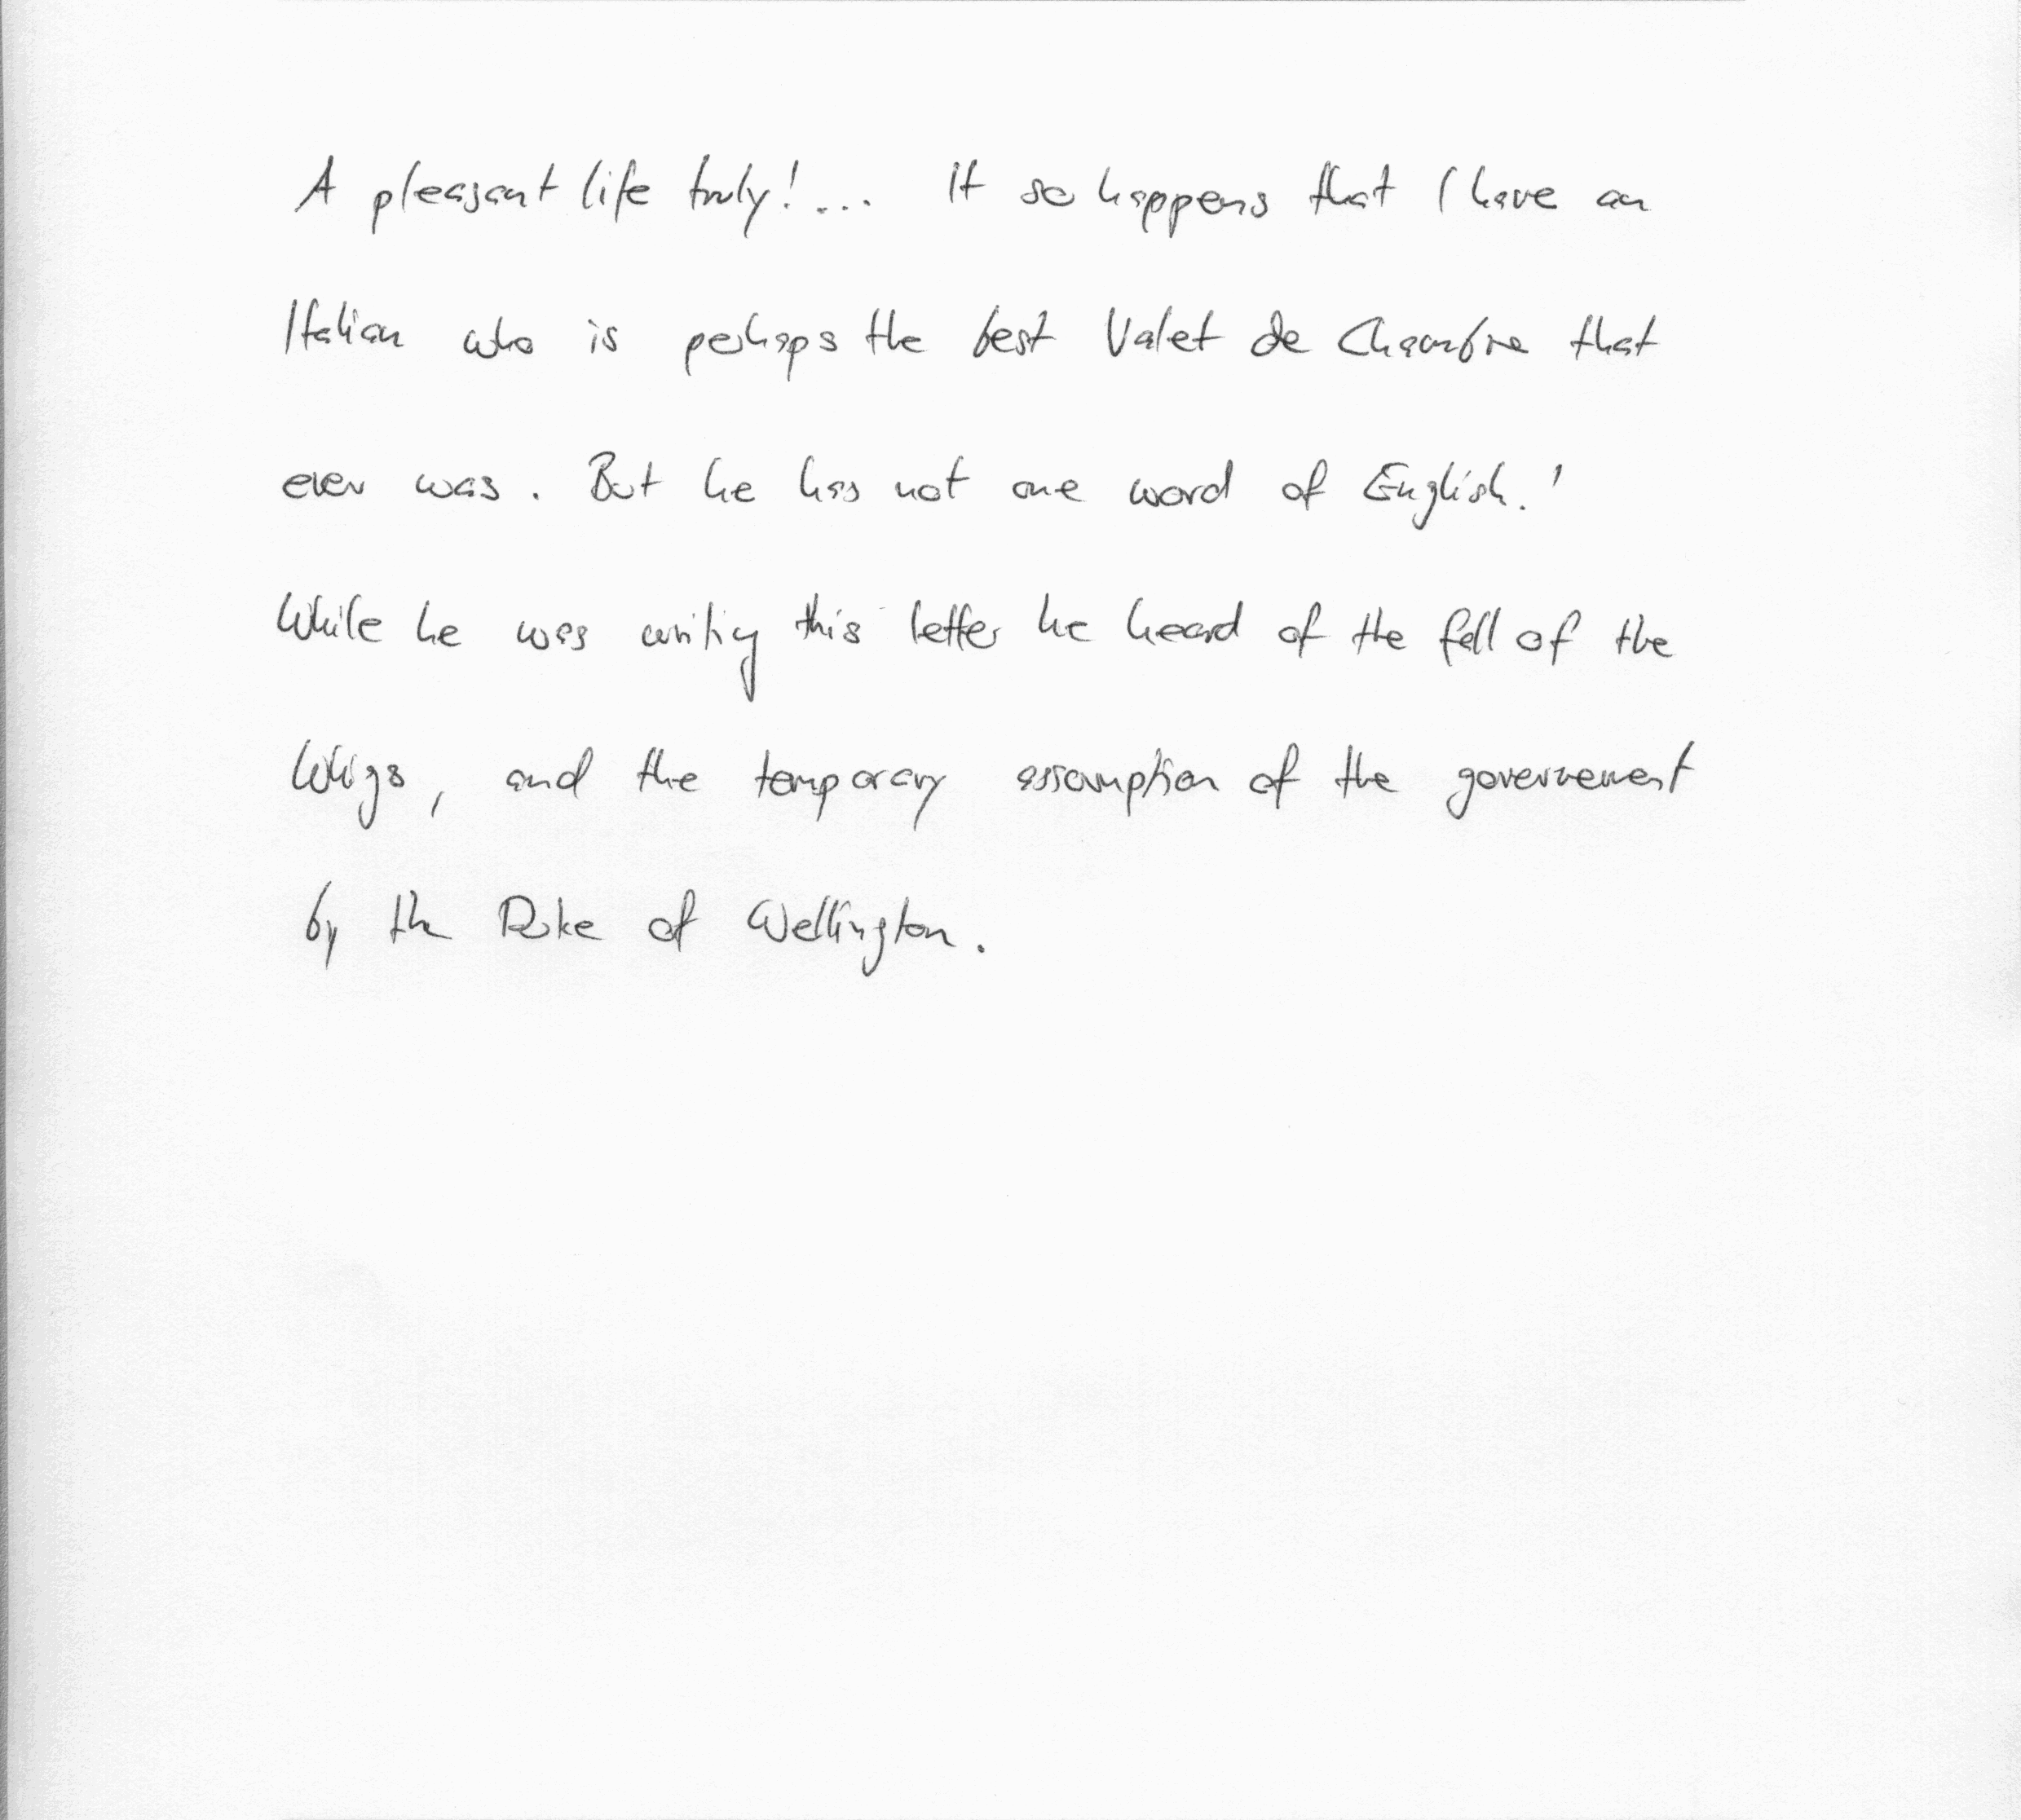 A pleasant life truly!... It so happens that I have an
Italian who is perhaps the best Valet de Chambre that
ever was. But he has not one word of English.'
While he was writing this letter he heard of the fall of the
Whigs, and the temporary assumption of the governement
by the Duke of Wellington.